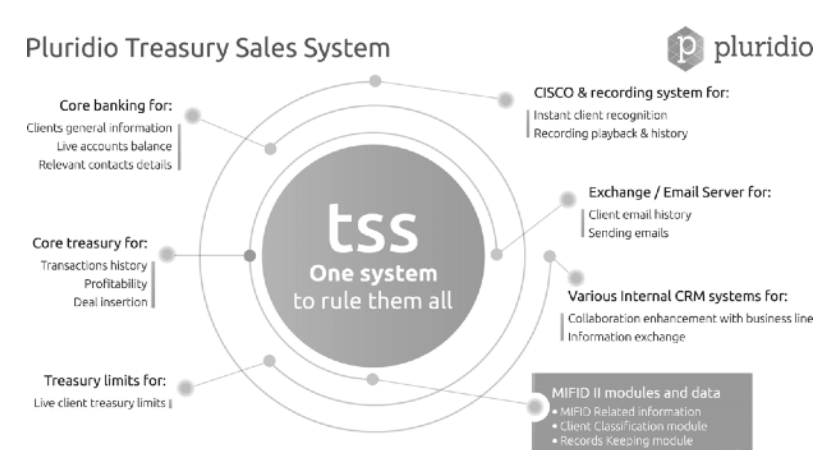 Pluridio Treasury Sales System
pluridio
Core banking for:
Clients general information
Live accounts balance
Relevant contacts details
CISCO & recording system for:
Instant client recognition
Recording playback & history
tss
One system
to rule them all
Exchange / Email Server for:
Client email history
Sending emails
Core treasury for:
Transactions history
Profitability
Deal insertion
Various Internal CRM systems for:
Collaboration enhancement with business line
Information exchange
Treasury limits for:
Live client treasury limits
MIFID II modules and data
• MIFID Related information
• Client Classification module
• Records Keeping module